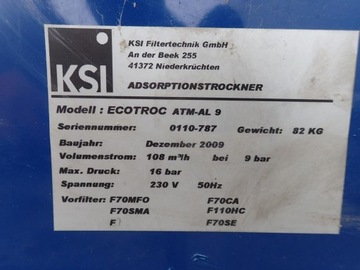 KSI Filtertechnik GmbH
An der Beek 255
41372 Niederkrüchten
KSI
ADSORPTIONSTROCKNER
Modell : ECOTROC ATM-AL 9
Seriennummer: 0110-787 Gewicht: 82 KG
Baujahr: Dezember 2009
Volumenstrom: 108 m³/h bei 9 bar
Max. Druck: 16 bar
Spannung: 230 V 50Hz
Vorfilter: F70MFO F70CA
F70SMA F110HC
F F70SE